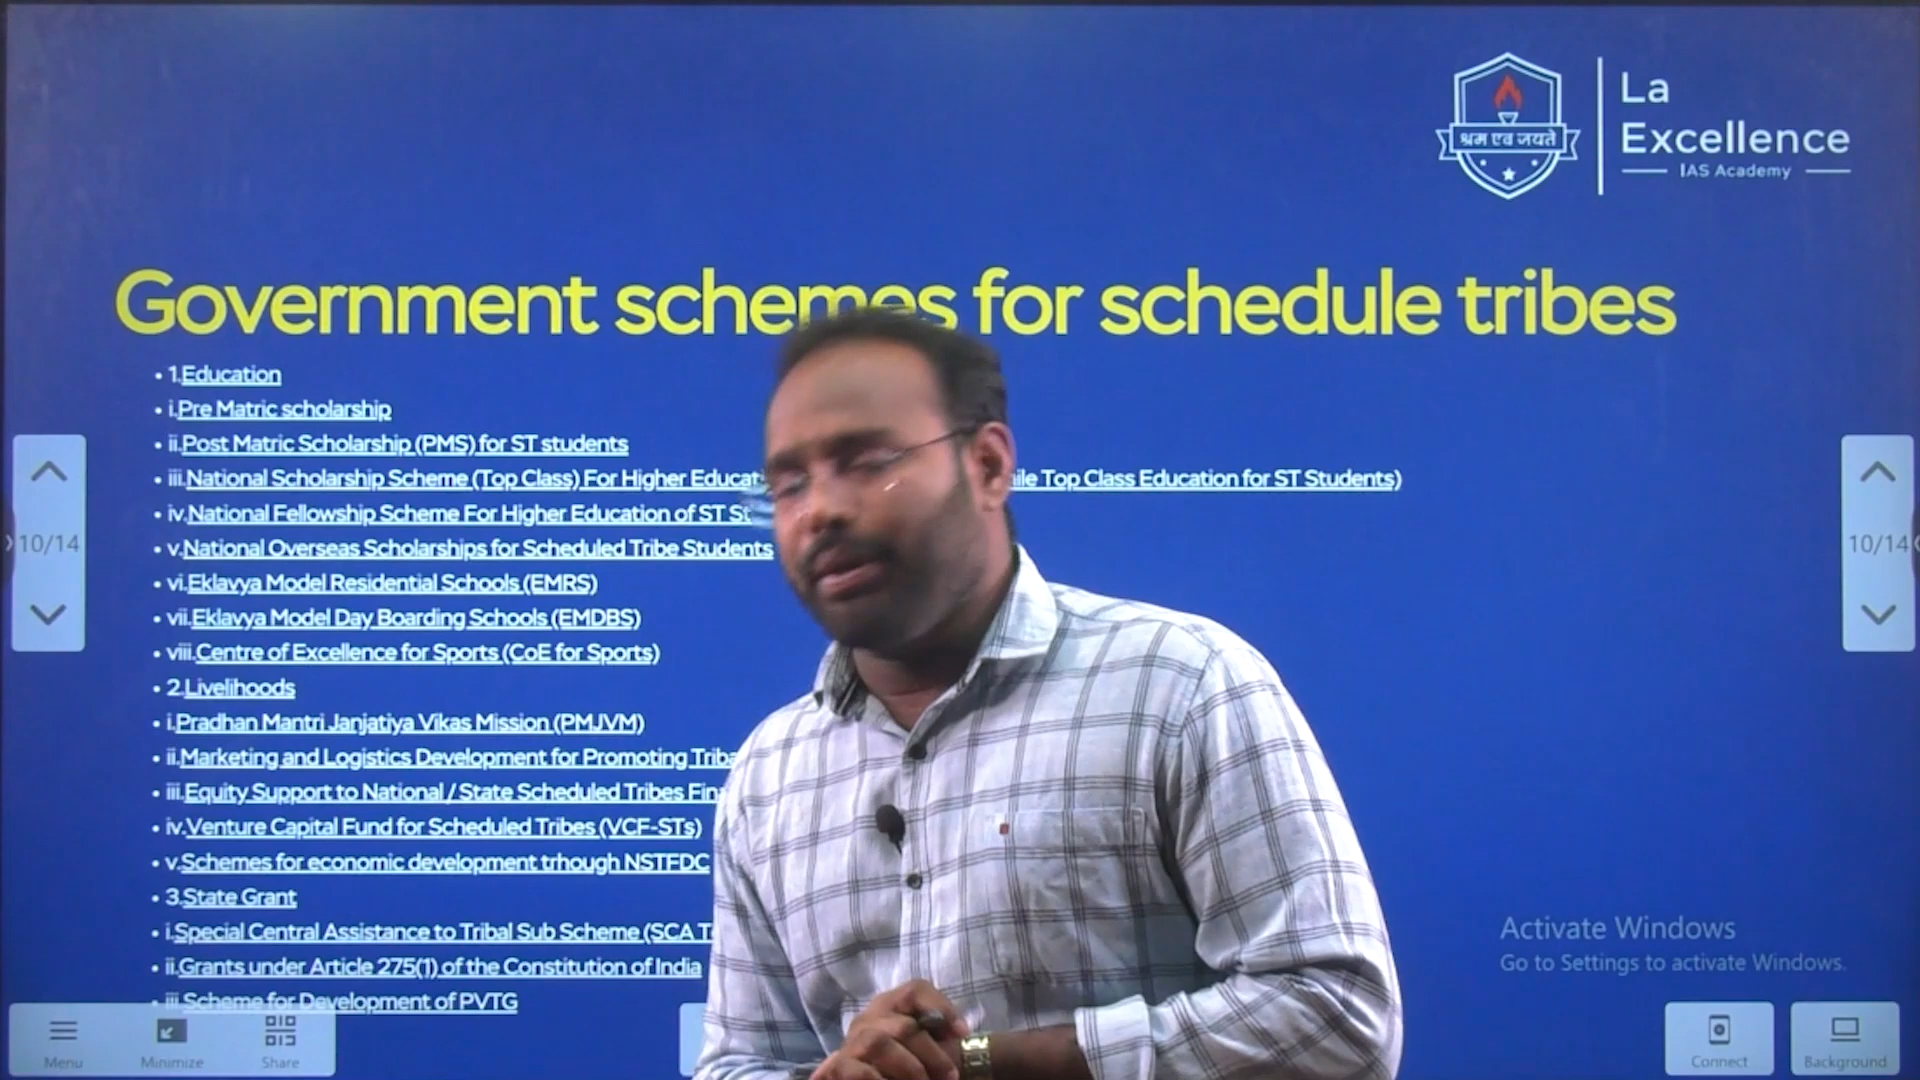 श्रम एव जयते
La
Excellence
IAS Academy
Government schemes for schedule tribes
• 1.Education
• i.Pre Matric scholarship
• ii.Post Matric Scholarship (PMS) for ST students
• iii.National Scholarship Scheme (Top Class) For Higher Top Class Education for ST Students)
• iv.National Fellowship Scheme For Higher Education of ST
• v.National Overseas Scholarships for Scheduled Tribe Students
• vi.Eklavya Model Residential Schools (EMRS)
• vii.Eklavya Model Day Boarding Schools (EMDBS)
• viii.Centre of Excellence for Sports (CoE for Sports)
• 2.Livelihoods
• i.Pradhan Mantri Janjatiya Vikas Mission (PMJVM)
• ii.Marketing and Logistics Development for Promoting
• iii.Equity Support to National / State Scheduled Tribes
• iv.Venture Capital Fund for Scheduled Tribes (VCF-STs)
• v.Schemes for economic development trhough NSTFDC
• 3.State Grant
• i.Special Central Assistance to Tribal Sub Scheme (SCA
• ii.Grants under Article 275(1) of the Constitution of India
• iii.Scheme for Development of PVTG
10/14
10/14
Activate Windows
Go to Settings to activate Windows.
Menu
Minimize
Share
Connect
Background